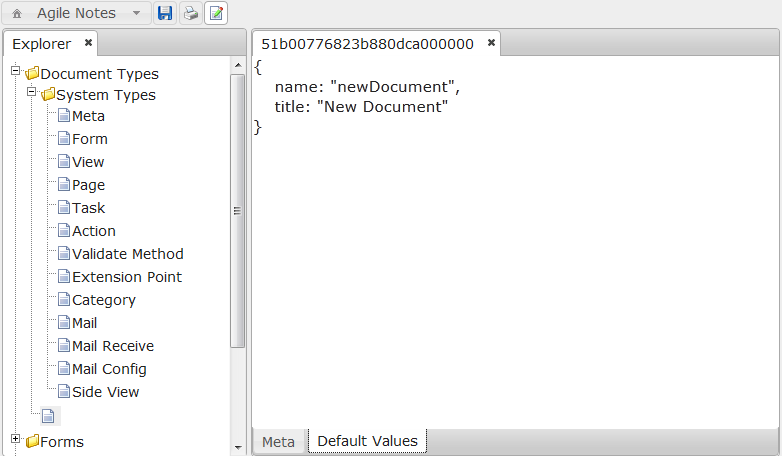 Agile Notes
Explorer
Document Types
System Types
Meta
Form
View
Page
Task
Action
Validate Method
Extension Point
Category
Mail
Mail Receive
Mail Config
Side View
Forms
51b00776823b880dca000000
{
name: "newDocument",
title: "New Document"
}
Meta Default Values